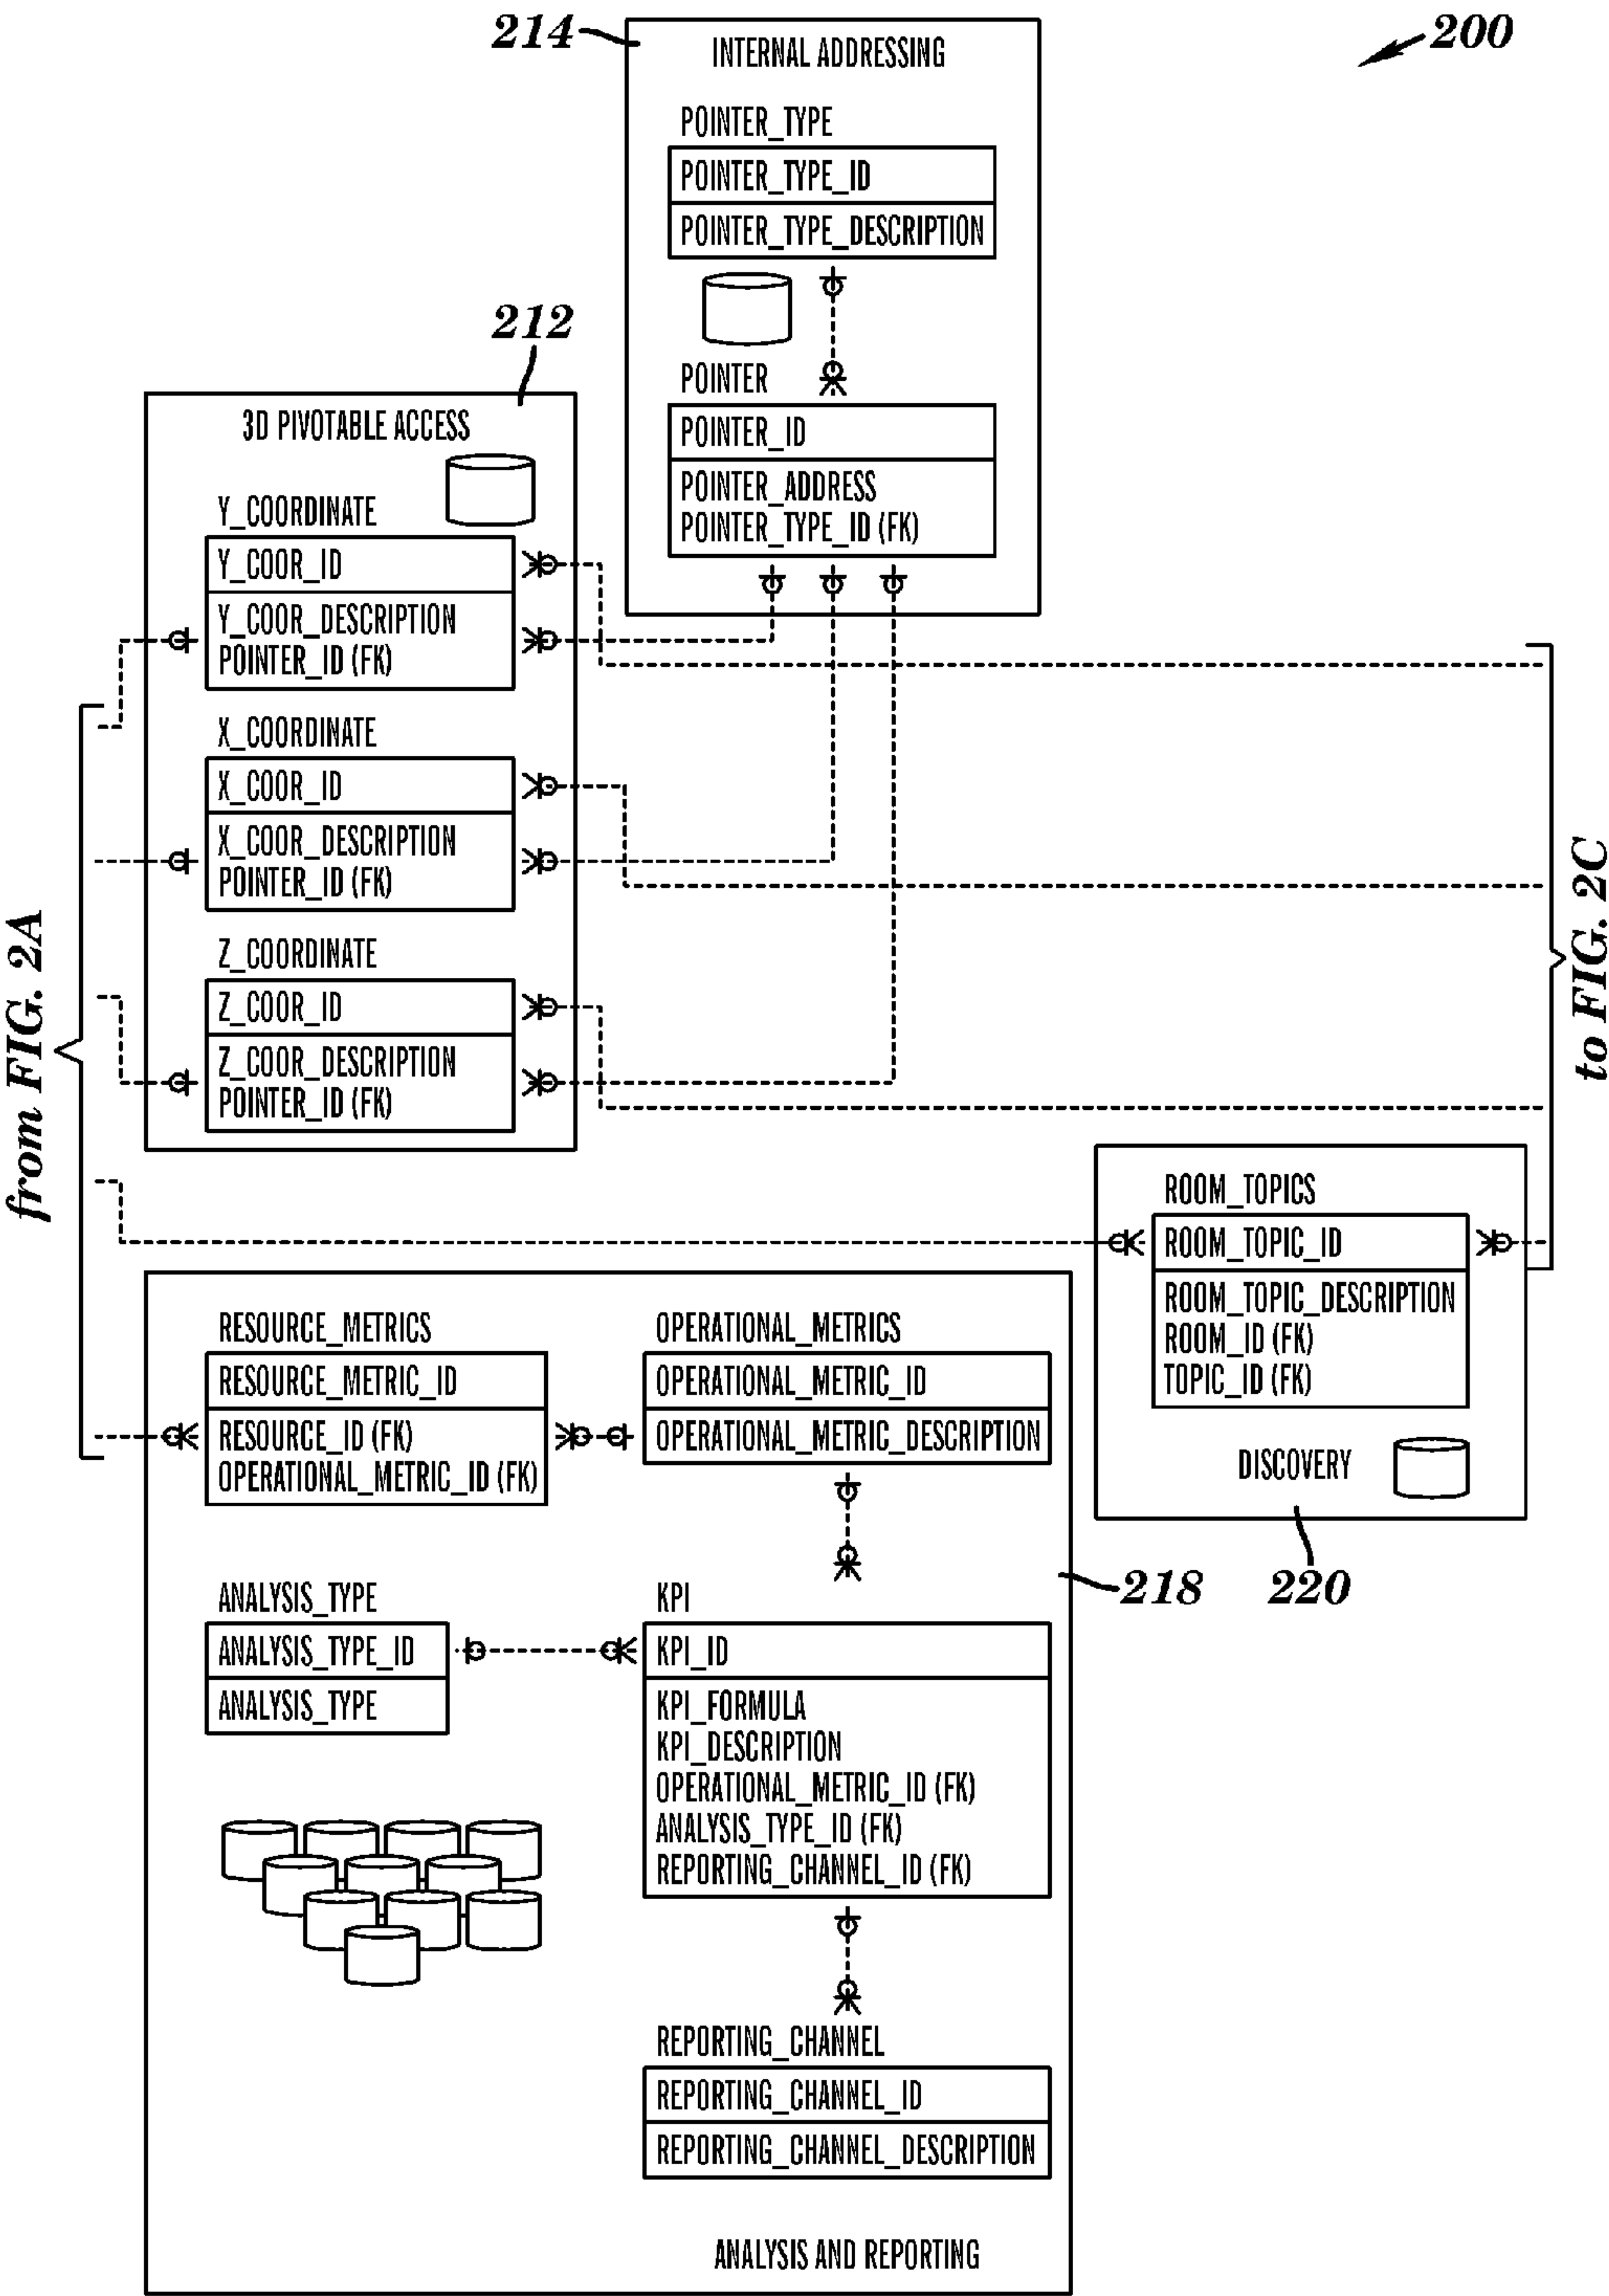 200
214
INTERNAL ADDRESSING
POINTER_TYPE
POINTER_TYPE_ID
POINTER_TYPE_DESCRIPTION
POINTER
POINTER_ID
POINTER_ADDRESS
POINTER_TYPE_ID (FK)
212
3D PIVOTABLE ACCESS
Y_COORDINATE
Y_COOR_ID
Y_COOR_DESCRIPTION
POINTER_ID (FK)
X_COORDINATE
X_COOR_ID
X_COOR_DESCRIPTION
POINTER_ID (FK)
Z_COORDINATE
Z_COOR_ID
Z_COOR_DESCRIPTION
POINTER_ID (FK)
from FIG. 2A
to FIG. 2C
ROOM_TOPICS
ROOM_TOPIC_ID
ROOM_TOPIC_DESCRIPTION
ROOM_ID (FK)
TOPIC_ID (FK)
DISCOVERY
220
RESOURCE_METRICS
RESOURCE_METRIC_ID
RESOURCE_ID (FK)
OPERATIONAL_METRIC_ID (FK)
OPERATIONAL_METRICS
OPERATIONAL_METRIC_ID
OPERATIONAL_METRIC_DESCRIPTION
218
ANALYSIS_TYPE
ANALYSIS_TYPE_ID
ANALYSIS_TYPE
KPI
KPI_ID
KPI_FORMULA
KPI_DESCRIPTION
OPERATIONAL_METRIC_ID (FK)
ANALYSIS_TYPE_ID (FK)
REPORTING_CHANNEL_ID (FK)
REPORTING_CHANNEL
REPORTING_CHANNEL_ID
REPORTING_CHANNEL_DESCRIPTION
ANALYSIS AND REPORTING